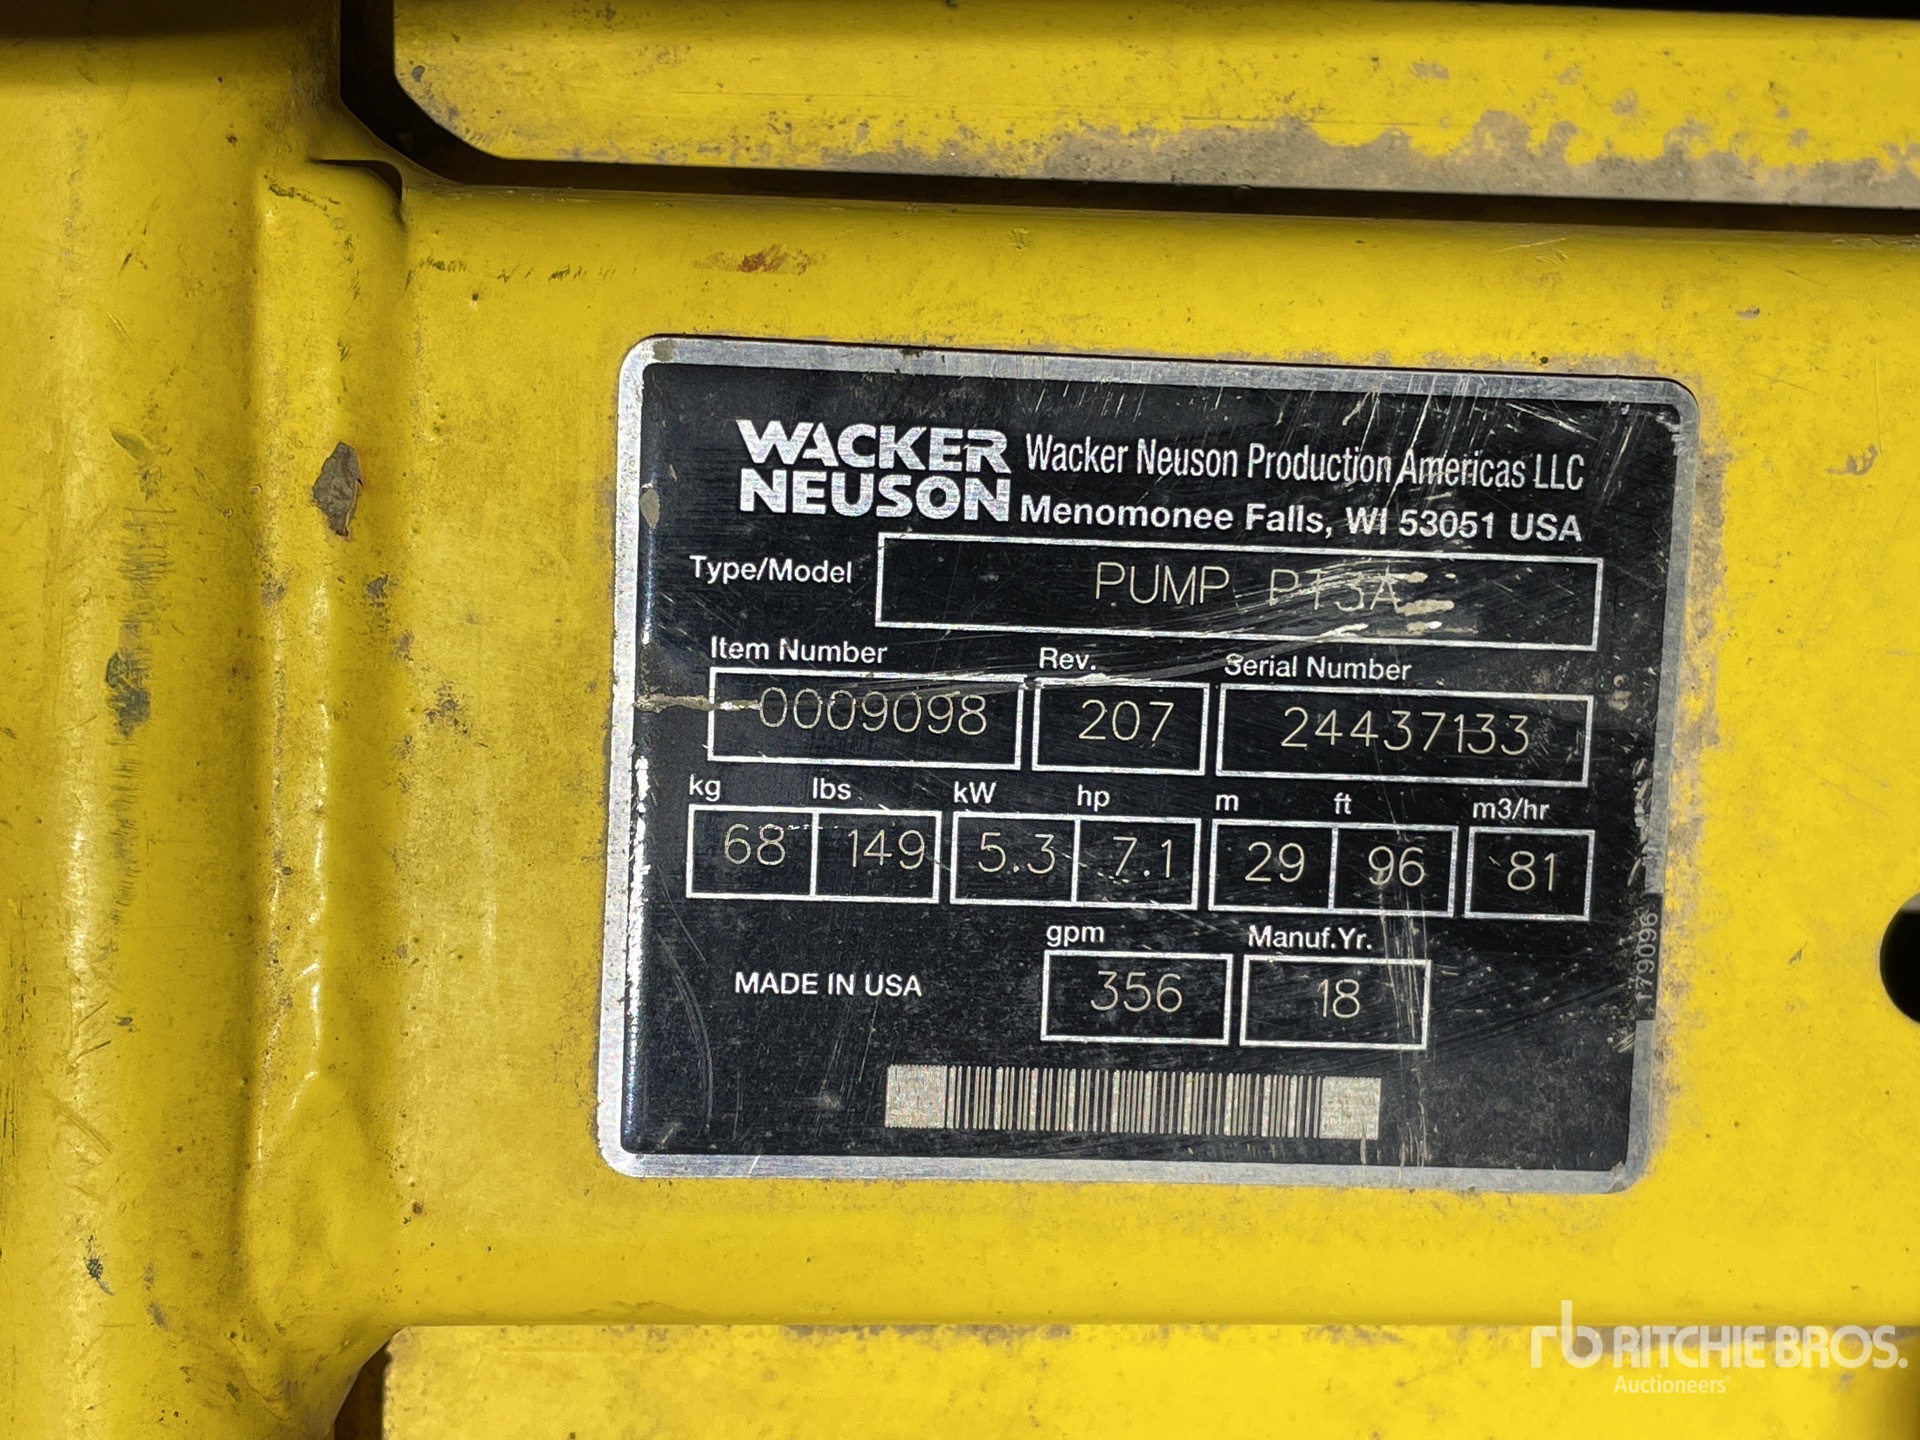 WACKER NEUSON
Wacker Neuson Production Americas LLC
Menomonee Falls, WI 53051 USA
Type/Model PUMP PT3A
Item Number Rev. Serial Number
0009098 207 24437133
kg lbs kW hp m ft m3/hr
68 149 5.3 7.1 29 96 81
gpm Manuf.Yr.
MADE IN USA 356 18
179096
rb RITCHIE BROS.
Auctioneers